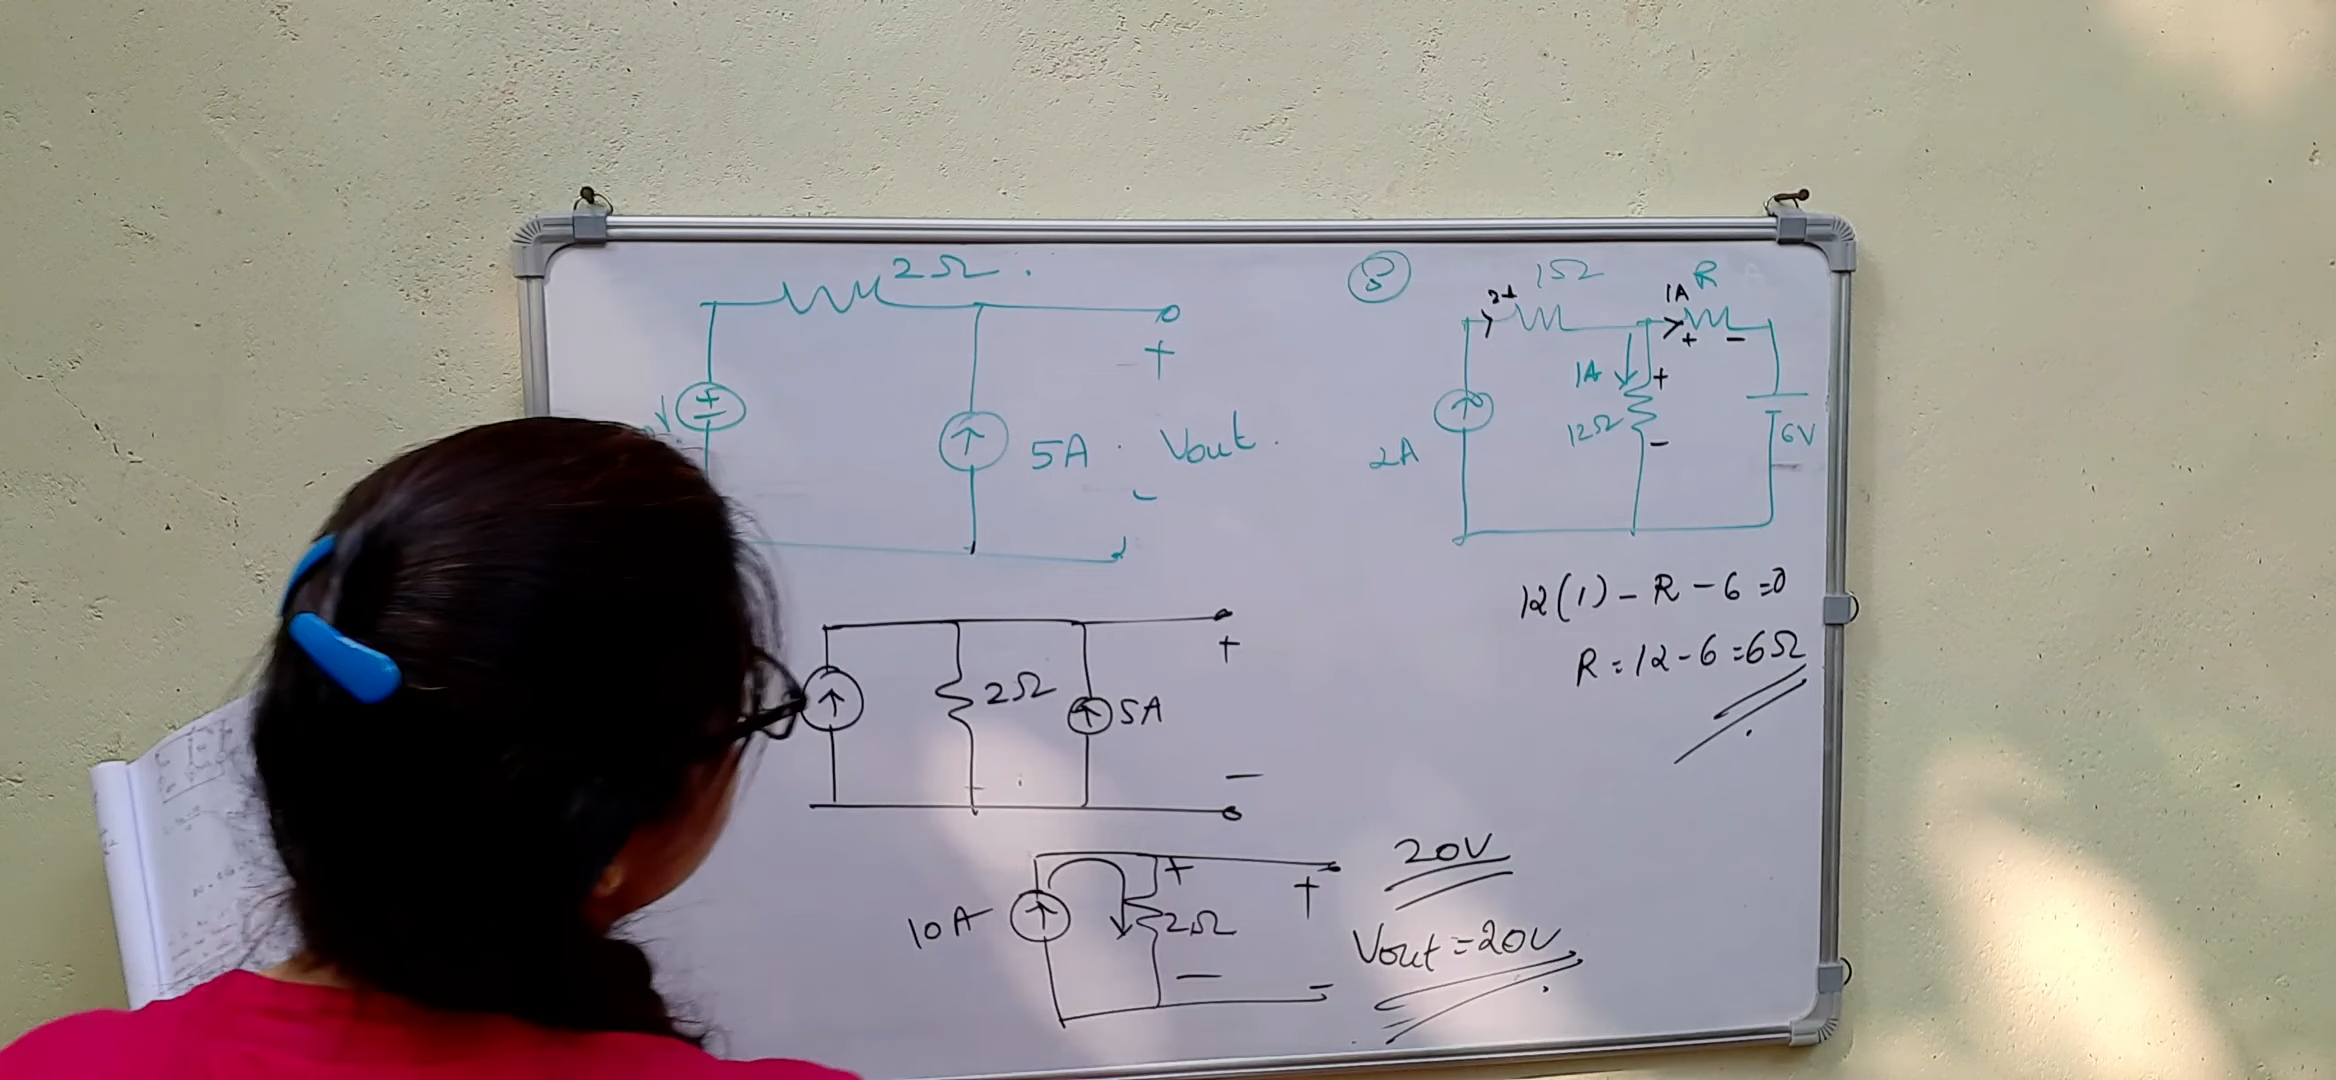 2Ω .
V
+
5A . Vout .
-
2Ω
5A
+
-
10A
+
2Ω
-
+
-
20V
Vout = 20V
5
1Ω
R
2A
1A
+ -
1A
+
12Ω
-
2A
6V
12(1) - R - 6 = 0
R = 12 - 6 = 6Ω